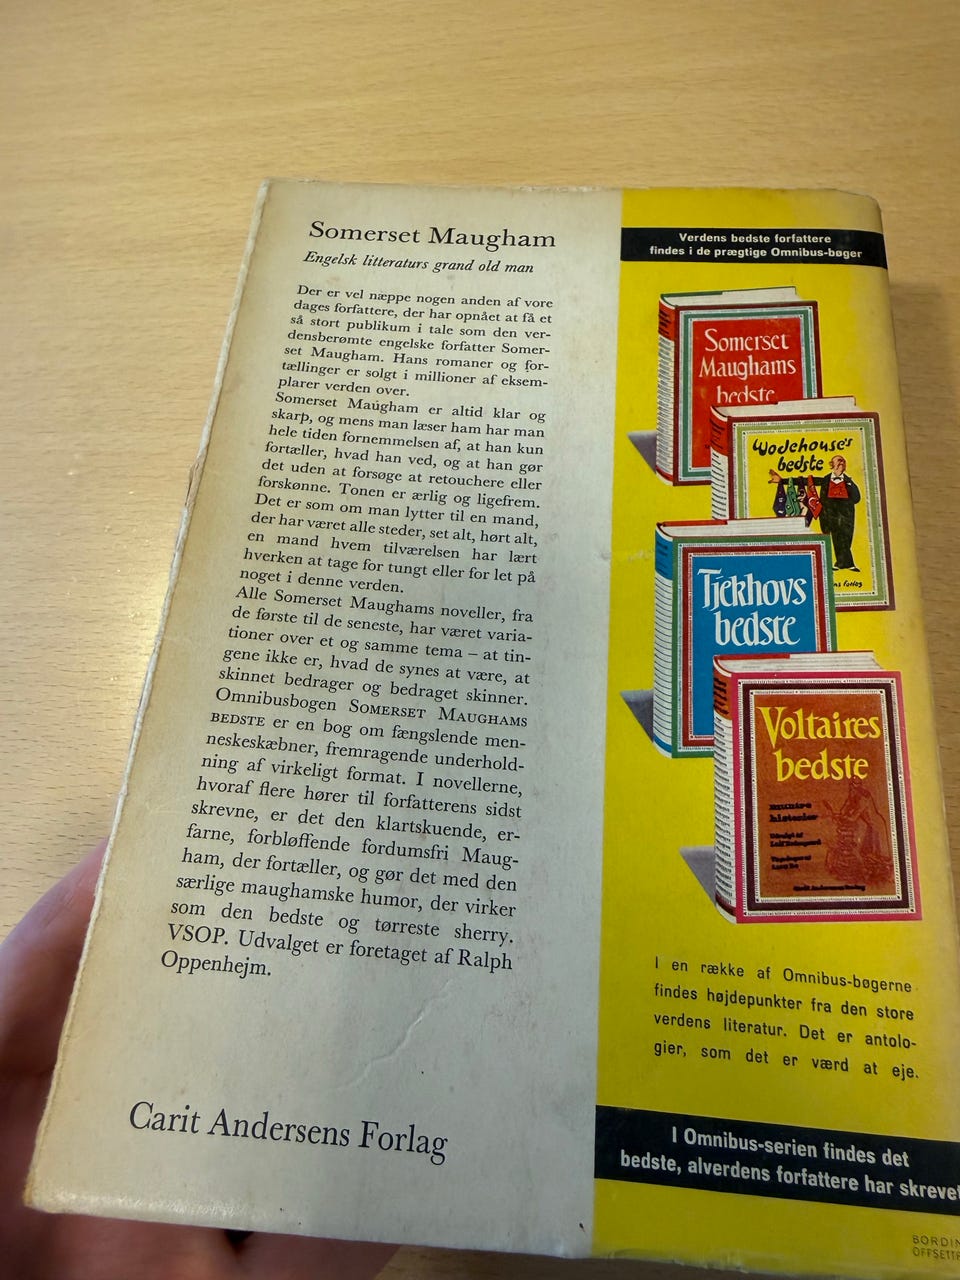 Somerset Maugham
Engelsk litteraturs grand old man
Der er vel næppe nogen anden af vore
dages forfattere, der har opnået at få et
så stort publikum i tale som den ver-
densberømte engelske forfatter Somer-
set Maugham. Hans romaner og for-
tællinger er solgt i millioner af eksem-
plarer verden over.
Somerset Maugham er altid klar og
skarp, og mens man læser ham har man
hele tiden fornemmelsen af, at han kun
fortæller, hvad han ved, og at han gør
det uden at forsøge at retouchere eller
forskønne. Tonen er ærlig og ligefrem.
Det er som om man lytter til en mand,
der har været alle steder, set alt, hørt alt,
en mand hvem tilværelsen har lært
hverken at tage for tungt eller for let på
noget i denne verden.
Alle Somerset Maughams noveller, fra
de første til de seneste, har været varia-
tioner over et og samme tema – at tin-
gene ikke er, hvad de synes at være, at
skinnet bedrager og bedraget skinner.
Omnibusbogen SOMERSET MAUGHAMS
BEDSTE er en bog om fængslende men-
neskeskæbner, fremragende underhold-
ning af virkeligt format. I novellerne,
hvoraf flere hører til forfatterens sidst
skrevne, er det den klartskuende, er-
farne, forbløffende fordumsfri Maug-
ham, der fortæller, og gør det med den
særlige maughamske humor, der virker
som den bedste og tørreste sherry.
VSOP. Udvalget er foretaget af Ralph
Oppenhejm.
Carit Andersens Forlag
Verdens bedste forfattere
findes i de prægtige Omnibus-bøger
Somerset
Maughams
bedste
Wodehouse's
bedste
ns forlag
Tjekhovs
bedste
Voltaires
bedste
muntre
historier
Udvalgt af
Carit Andersens Forlag
I en række af Omnibus-bøgerne
findes højdepunkter fra den store
verdens literatur. Det er antolo-
gier, som det er værd at eje.
I Omnibus-serien findes det
bedste, alverdens forfattere har skrevet
BORDIN
OFFSETTR